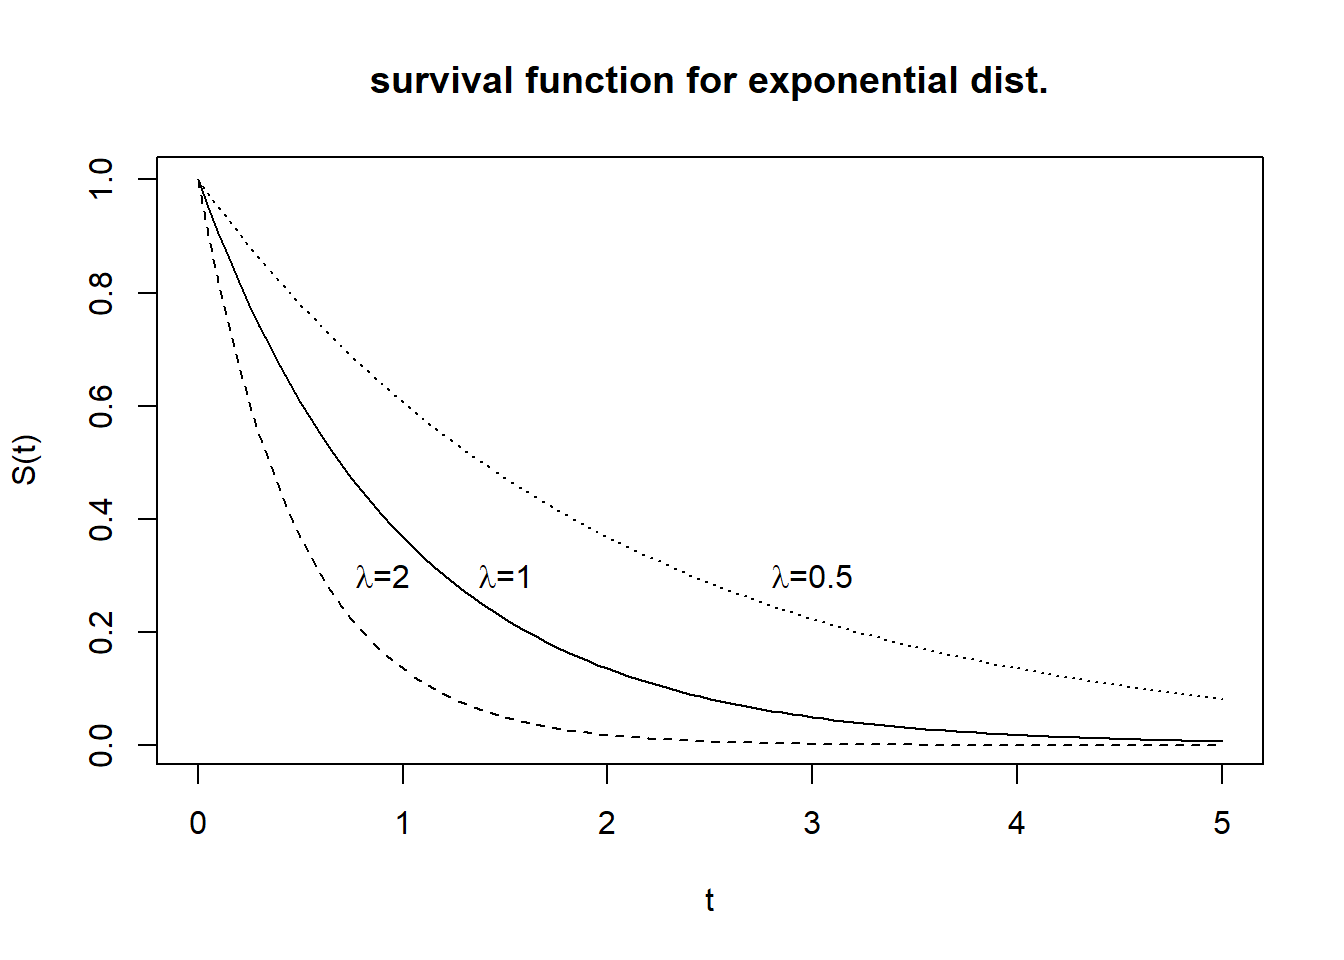 survival function for exponential dist.
1.0
0.8
0.6
0.4
0.2
0.0
S(t)
λ=2
λ=1
λ=0.5
0 1 2 3 4 5
t